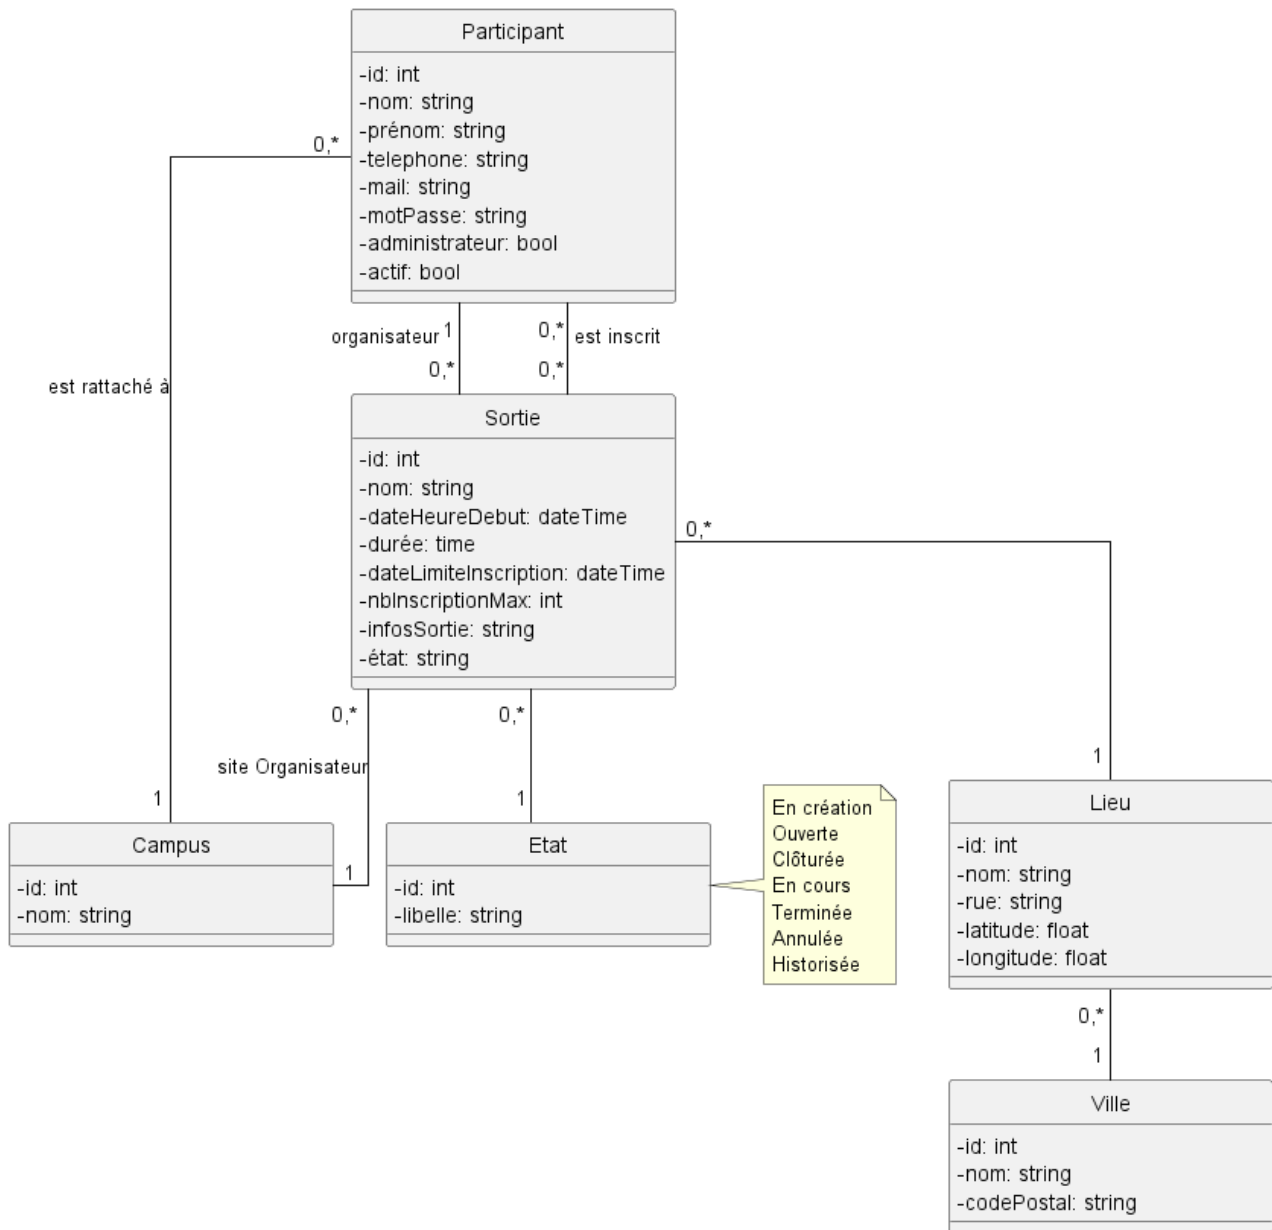 Participant
-id: int
-nom: string
-prénom: string
-telephone: string
-mail: string
-motPasse: string
-administrateur: bool
-actif: bool
0,*
organisateur 1
0,* est inscrit
0,*
0,*
est rattaché à
Sortie
-id: int
-nom: string
-dateHeureDebut: dateTime
-durée: time
-dateLimiteInscription: dateTime
-nbInscriptionMax: int
-infosSortie: string
-état: string
0,*
0,*
0,*
site Organisateur
1
1
1
1
Campus
-id: int
-nom: string
Etat
-id: int
-libelle: string
En création
Ouverte
Clôturée
En cours
Terminée
Annulée
Historisée
Lieu
-id: int
-nom: string
-rue: string
-latitude: float
-longitude: float
0,*
1
Ville
-id: int
-nom: string
-codePostal: string